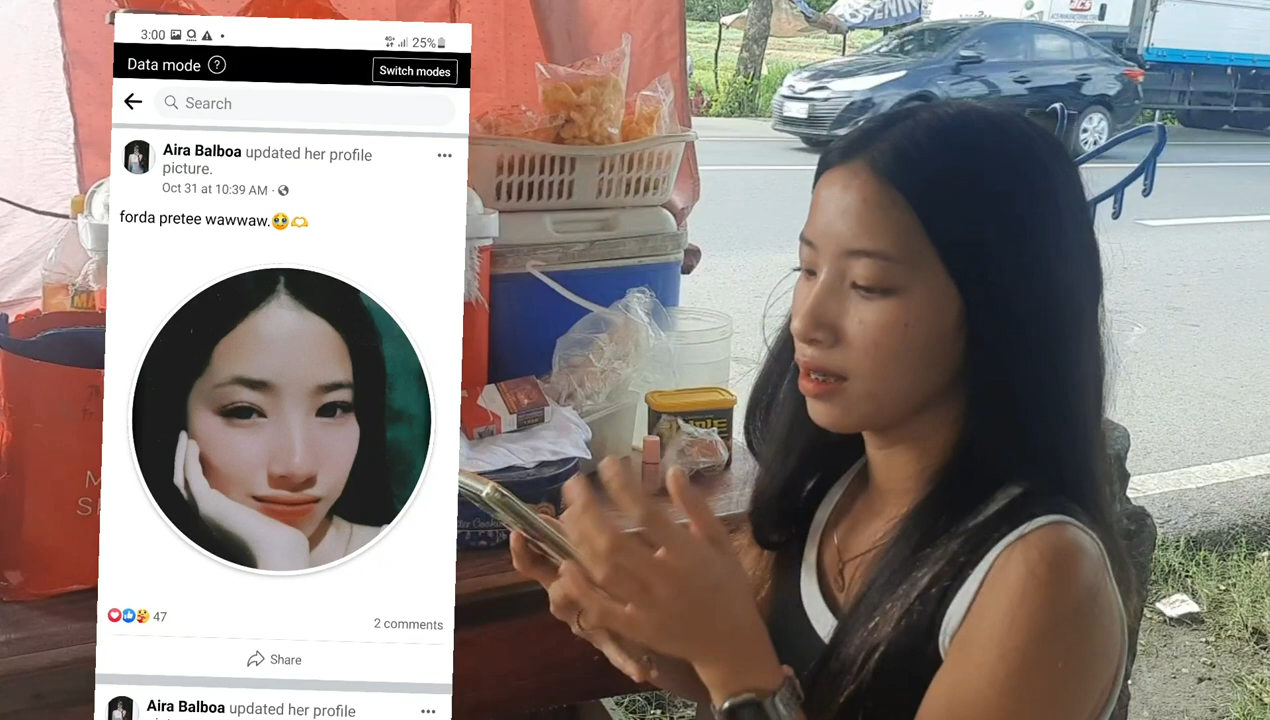 3:00
4G+
25%
Data mode ?
Switch modes
Search
Aira Balboa updated her profile
picture.
Oct 31 at 10:39 AM ·
forda pretee wawwaw.🥹🫶
47
2 comments
Share
Aira Balboa updated her profile